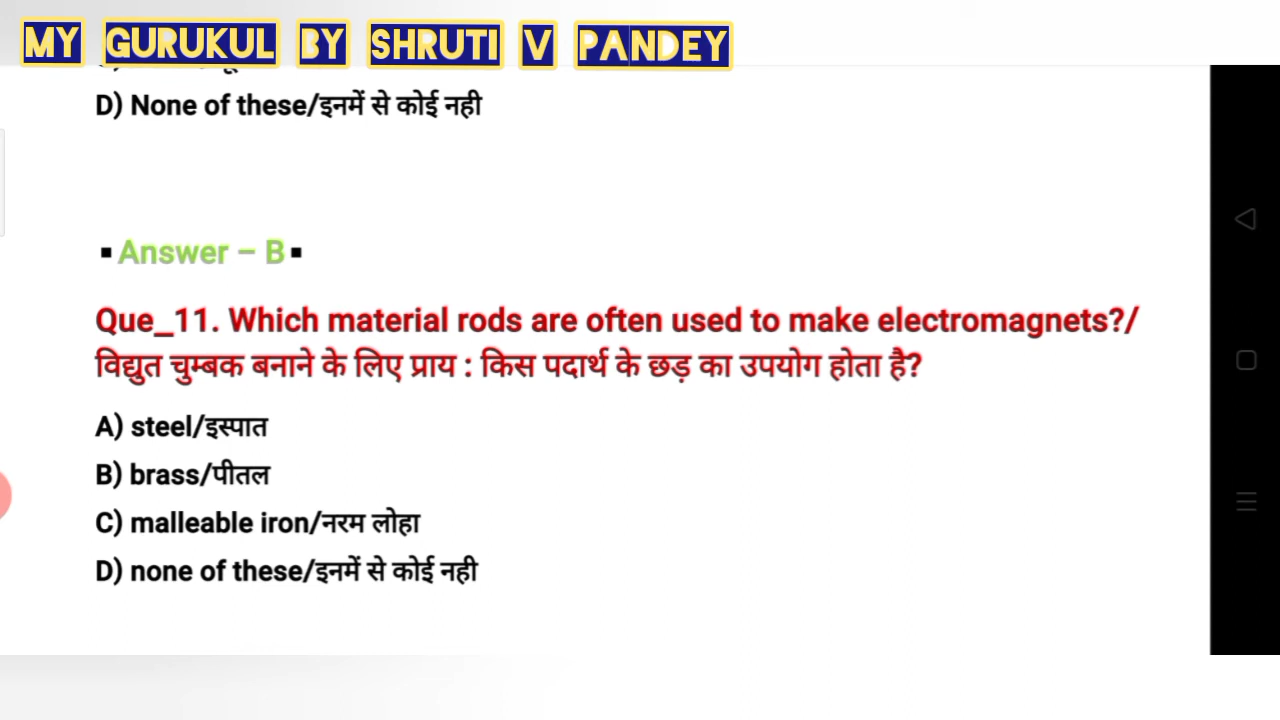 MY GURUKUL BY SHRUTI V PANDEY
D) None of these/इनमें से कोई नही
▪Answer – B▪
Que_11. Which material rods are often used to make electromagnets?/
विद्युत चुम्बक बनाने के लिए प्राय : किस पदार्थ के छड़ का उपयोग होता है?
A) steel/इस्पात
B) brass/पीतल
C) malleable iron/नरम लोहा
D) none of these/इनमें से कोई नही